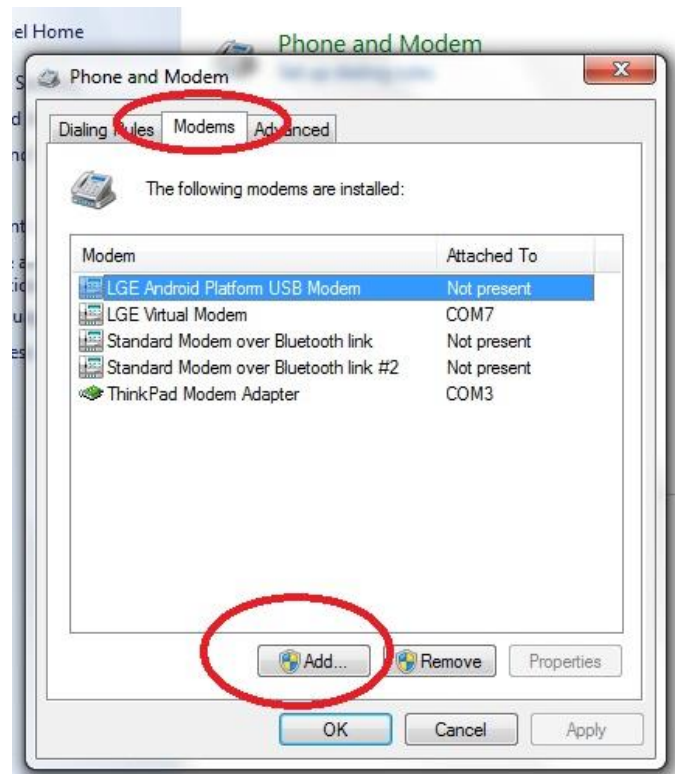 el Home
Phone and Modem
Phone and Modem
Dialing Rules Modems Advanced
The following modems are installed:
Modem Attached To
LGE Android Platform USB Modem Not present
LGE Virtual Modem COM7
Standard Modem over Bluetooth link Not present
Standard Modem over Bluetooth link #2 Not present
ThinkPad Modem Adapter COM3
Add... Remove Properties
OK Cancel Apply